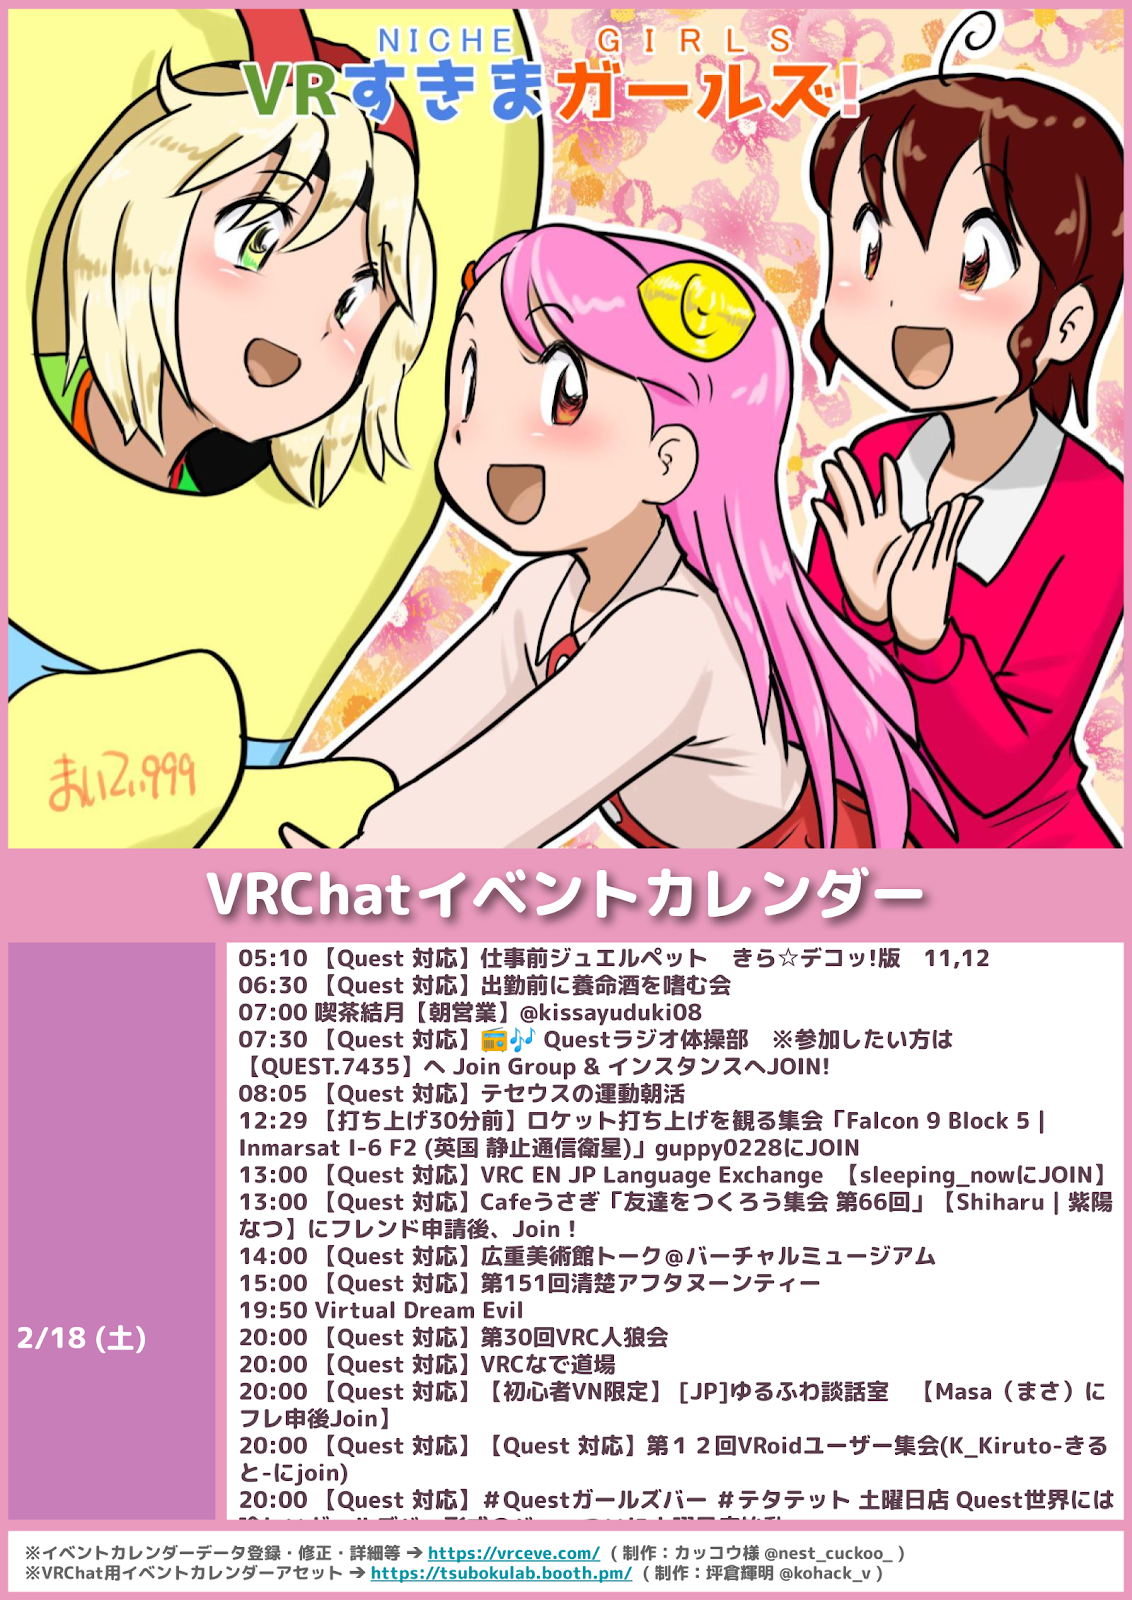 NICHE GIRLS
VRすきまガールズ!
VRChatイベントカレンダー
2/18 (土)
05:10 【Quest 対応】仕事前ジュエルペット　きら☆デコッ!版　11,12
06:30 【Quest 対応】出勤前に養命酒を嗜む会
07:00 喫茶結月【朝営業】@kissayuduki08
07:30 【Quest 対応】📻🎶 Questラジオ体操部　※参加したい方は
【QUEST.7435】へ Join Group & インスタンスへJOIN!
08:05 【Quest 対応】テセウスの運動朝活
12:29 【打ち上げ30分前】ロケット打ち上げを観る集会「Falcon 9 Block 5 |
Inmarsat I-6 F2 (英国 静止通信衛星)」guppy0228にJOIN
13:00 【Quest 対応】VRC EN JP Language Exchange 【sleeping_nowにJOIN】
13:00 【Quest 対応】Cafeうさぎ「友達をつくろう集会 第66回」【Shiharu | 紫陽
なつ】にフレンド申請後、Join！
14:00 【Quest 対応】広重美術館トーク@バーチャルミュージアム
15:00 【Quest 対応】第151回清楚アフタヌーンティー
19:50 Virtual Dream Evil
20:00 【Quest 対応】第30回VRC人狼会
20:00 【Quest 対応】VRCなで道場
20:00 【Quest 対応】【初心者VN限定】 [JP]ゆるふわ談話室　【Masa（まさ）に
フレ申後Join】
20:00 【Quest 対応】【Quest 対応】第１２回VRoidユーザー集会(K_Kiruto-きる
と-にjoin)
20:00 【Quest 対応】＃Questガールズバー ＃テタテット 土曜日店 Quest世界には
※イベントカレンダーデータ登録・修正・詳細等 ➔ https://vrceve.com/ （制作：カッコウ様 @nest_cuckoo_ ）
※VRChat用イベントカレンダーアセット ➔ https://tsubokulab.booth.pm/ （制作：坪倉輝明 @kohack_v ）